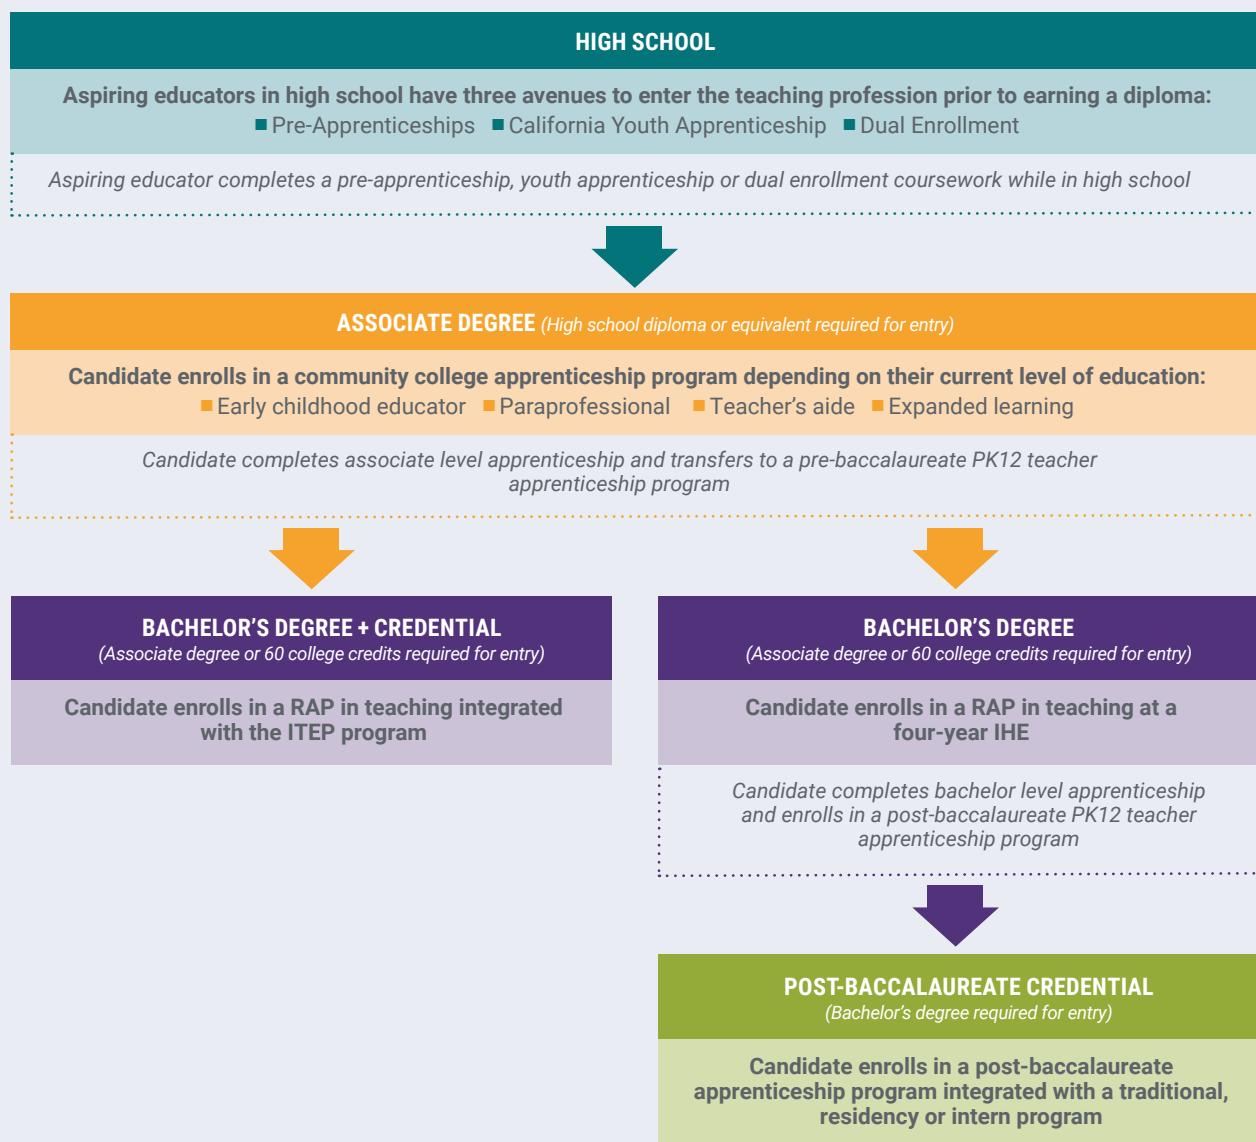 HIGH SCHOOL
Aspiring educators in high school have three avenues to enter the teaching profession prior to earning a diploma:
■ Pre-Apprenticeships ■ California Youth Apprenticeship ■ Dual Enrollment
Aspiring educator completes a pre-apprenticeship, youth apprenticeship or dual enrollment coursework while in high school
ASSOCIATE DEGREE (High school diploma or equivalent required for entry)
Candidate enrolls in a community college apprenticeship program depending on their current level of education:
■ Early childhood educator ■ Paraprofessional ■ Teacher's aide ■ Expanded learning
Candidate completes associate level apprenticeship and transfers to a pre-baccalaureate PK12 teacher
apprenticeship program
BACHELOR'S DEGREE + CREDENTIAL
(Associate degree or 60 college credits required for entry)
Candidate enrolls in a RAP in teaching integrated
with the ITEP program
BACHELOR'S DEGREE
(Associate degree or 60 college credits required for entry)
Candidate enrolls in a RAP in teaching at a
four-year IHE
Candidate completes bachelor level apprenticeship
and enrolls in a post-baccalaureate PK12 teacher
apprenticeship program
POST-BACCALAUREATE CREDENTIAL
(Bachelor's degree required for entry)
Candidate enrolls in a post-baccalaureate
apprenticeship program integrated with a traditional,
residency or intern program